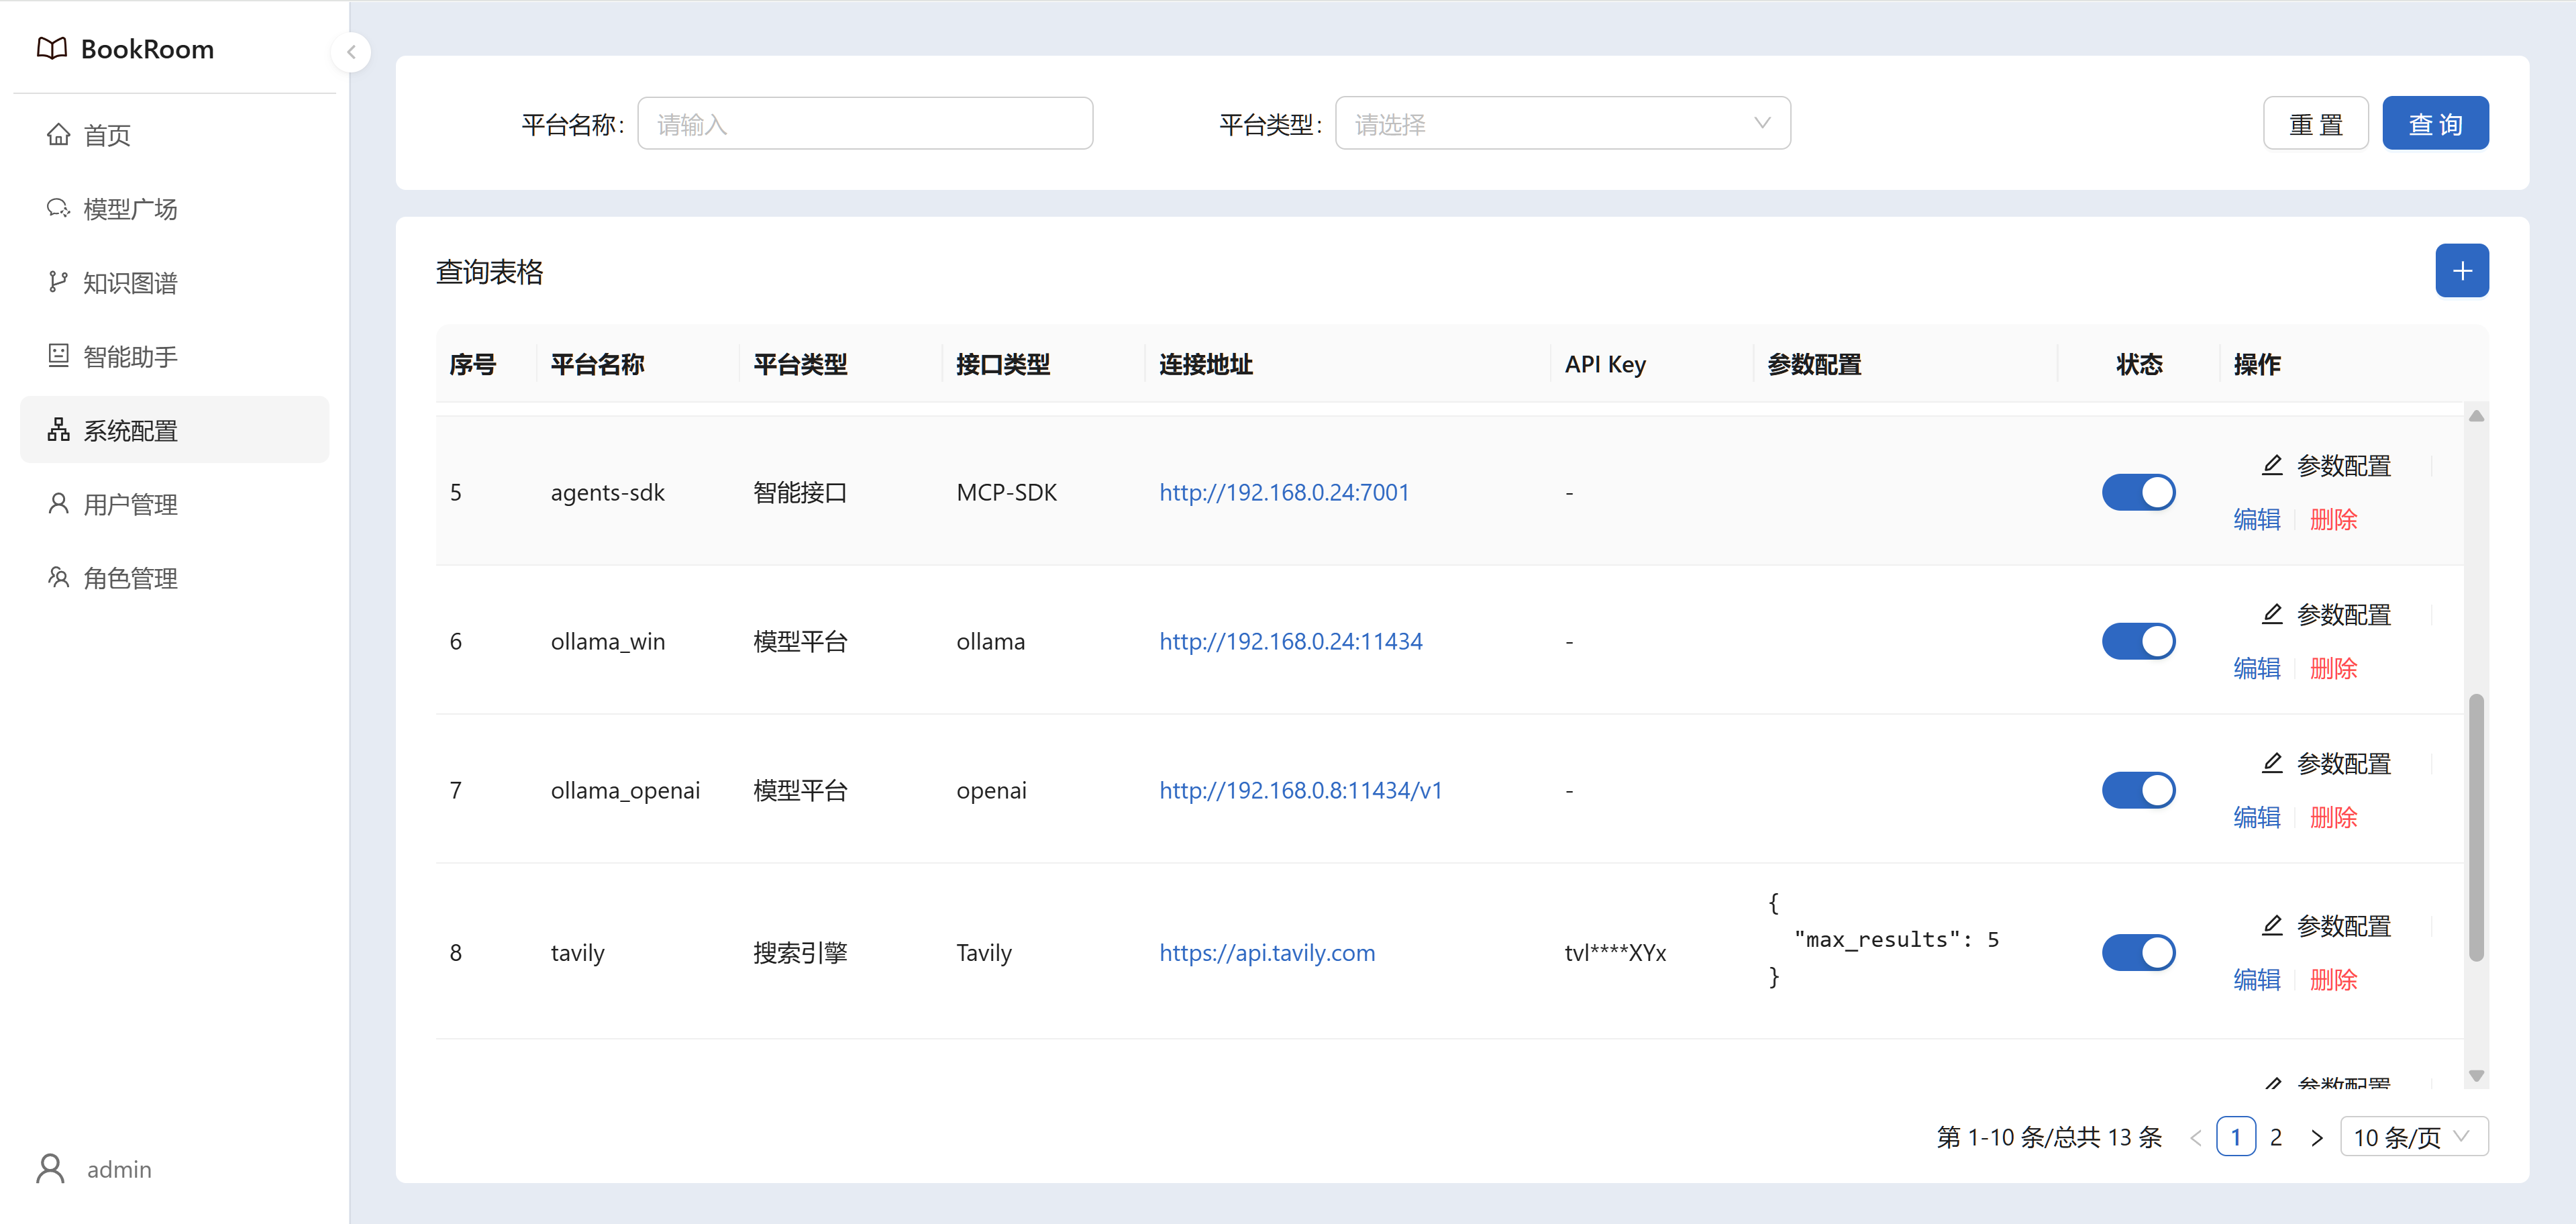 BookRoom
首页
模型广场
知识图谱
智能助手
系统配置
用户管理
角色管理
admin
平台名称: 请输入 平台类型: 请选择 重 置 查 询
查询表格
序号 平台名称 平台类型 接口类型 连接地址 API Key 参数配置 状态 操作
5 agents-sdk 智能接口 MCP-SDK http://192.168.0.24:7001 - 参数配置
编辑 删除
6 ollama_win 模型平台 ollama http://192.168.0.24:11434 - 参数配置
编辑 删除
7 ollama_openai 模型平台 openai http://192.168.0.8:11434/v1 - 参数配置
编辑 删除
8 tavily 搜索引擎 Tavily https://api.tavily.com tvl****XYx
{
"max_results": 5
}
参数配置
编辑 删除
参数配置
第 1-10 条/总共 13 条 1 2 10 条/页